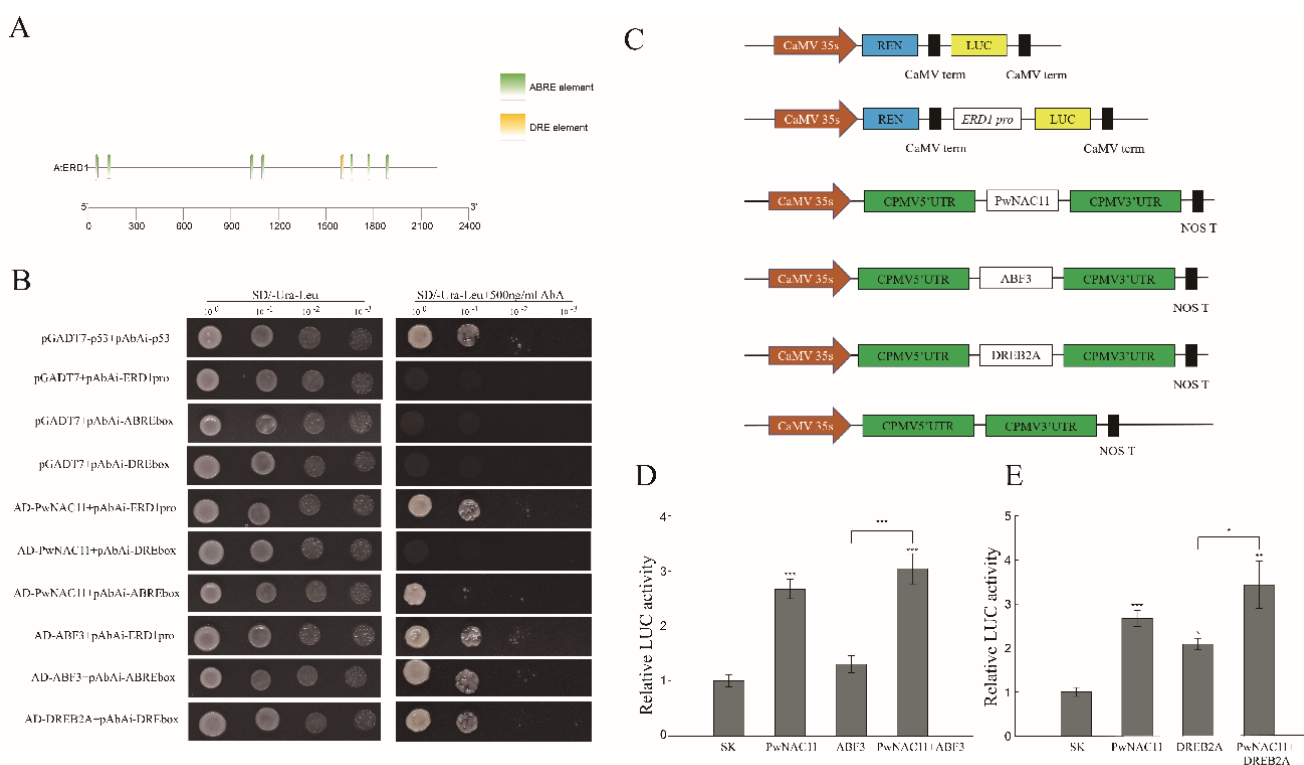 A
ABRE element
DRE element
AtERD1
5' 3'
0 300 600 900 1200 1500 1800 2100 2400
B
SD/-Ura-Leu SD/-Ura-Leu+500ng/ml AbA
10⁰ 10⁻¹ 10⁻² 10⁻³ 10⁰ 10⁻¹ 10⁻² 10⁻³
pGADT7-p53+pAbAi-p53
pGADT7+pAbAi-ERD1pro
pGADT7+pAbAi-ABREbox
pGADT7+pAbAi-DREbox
AD-PwNAC11+pAbAi-ERD1pro
AD-PwNAC11+pAbAi-DREbox
AD-PwNAC11+pAbAi-ABREbox
AD-ABF3+pAbAi-ERD1pro
AD-ABF3+pAbAi-ABREbox
AD-DREB2A+pAbAi-DREbox
C
CaMV 35s REN LUC
CaMV term CaMV term
CaMV 35s REN ERD1 pro LUC
CaMV term CaMV term
CaMV 35s CPMV5'UTR PwNAC11 CPMV3'UTR
NOS T
CaMV 35s CPMV5'UTR ABF3 CPMV3'UTR
NOS T
CaMV 35s CPMV5'UTR DREB2A CPMV3'UTR
NOS T
CaMV 35s CPMV5'UTR CPMV3'UTR
NOS T
D
Relative LUC activity
4
3
2
1
0
***
***
***
SK PwNAC11 ABF3 PwNAC11+ABF3
E
Relative LUC activity
5
4
3
2
1
0
***
*
**
SK PwNAC11 DREB2A PwNAC11+
DREB2A